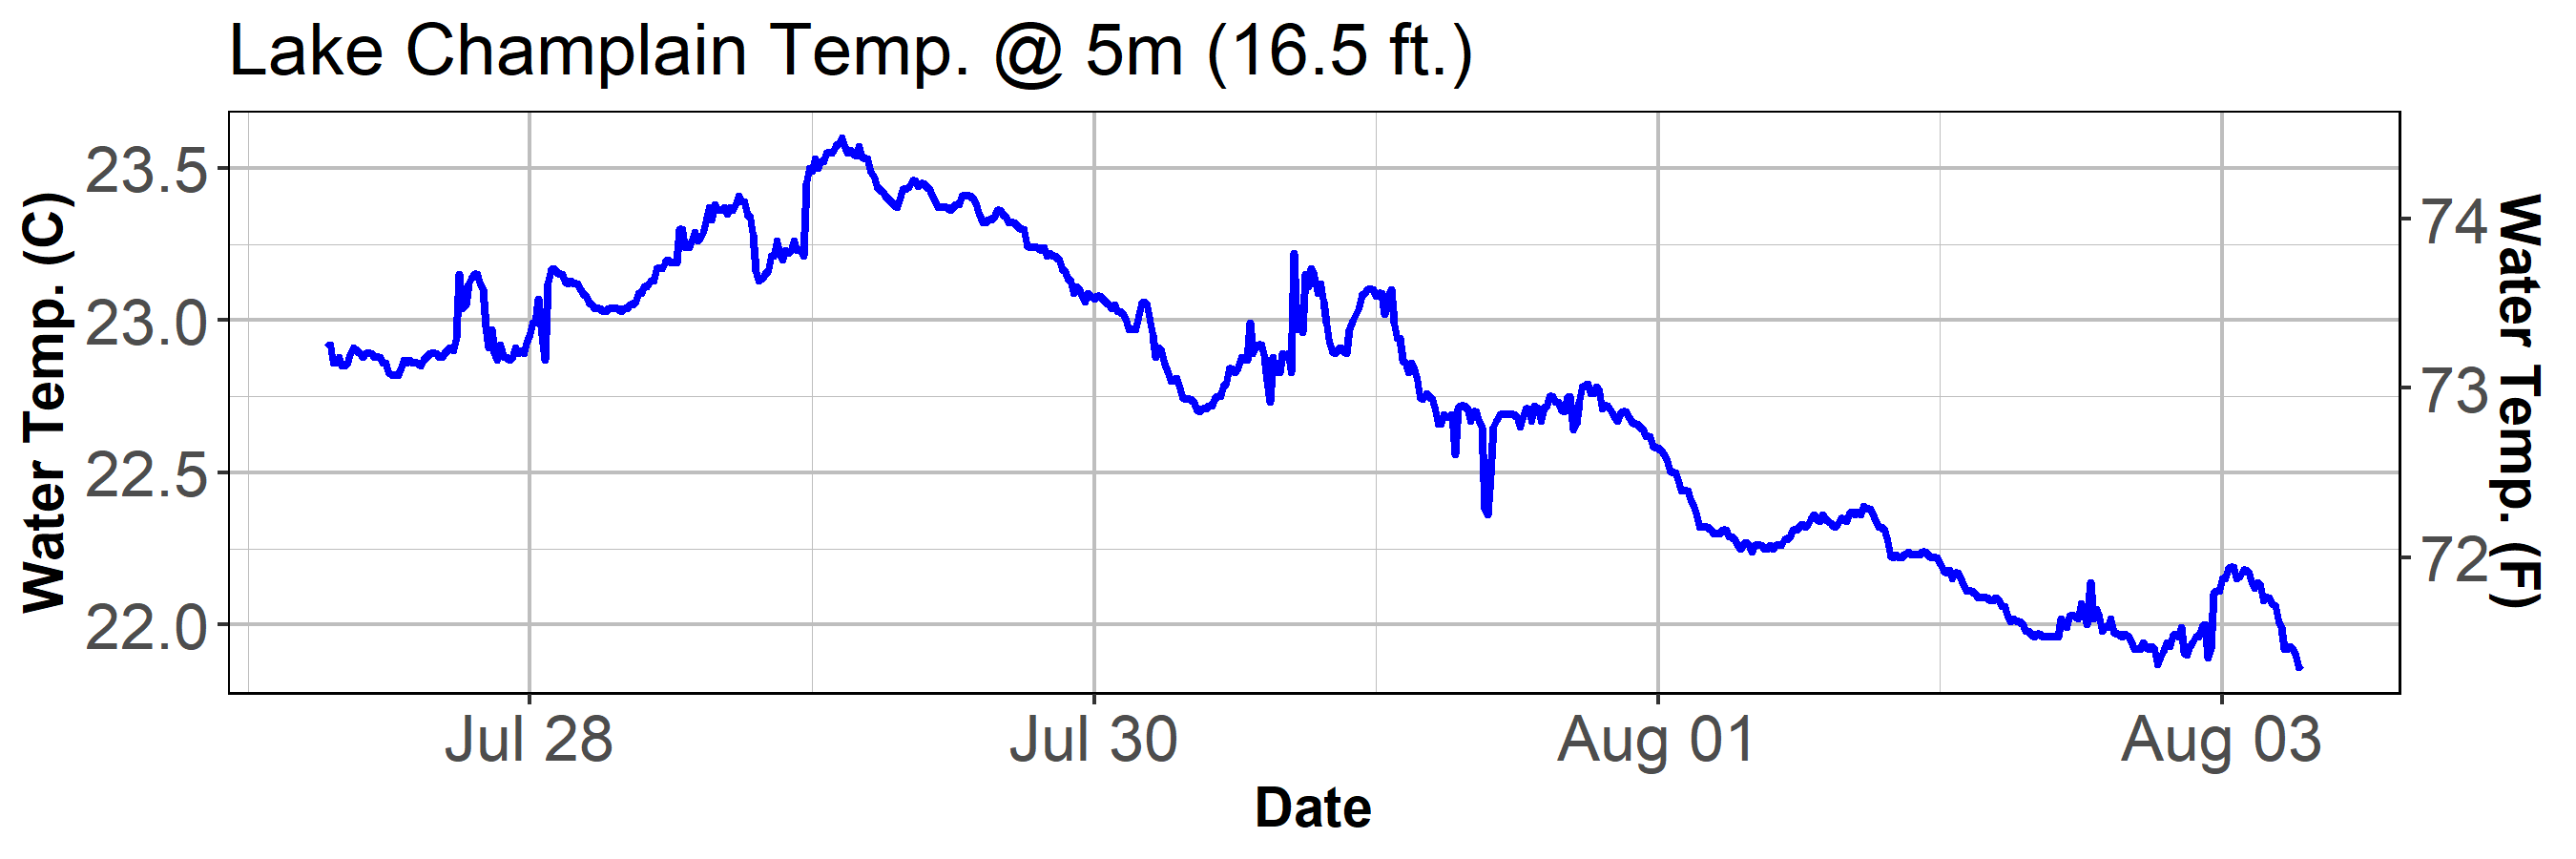 Lake Champlain Temp. @ 5m (16.5 ft.)
Water Temp. (C)
23.5
23.0
22.5
22.0
74
73
72
Water Temp. (F)
Jul 28
Jul 30
Aug 01
Aug 03
Date